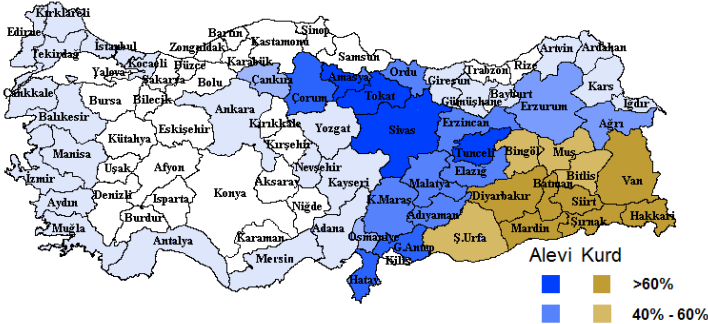 Kırklareli
Edirne
Tekirdag
İstanbul
Kocaeli
Yalova
Sakarya
Düzce
Zonguldak
Bartın
Karabük
Kastamonu
Sinop
Samsun
Ordu
Giresun
Trabzon
Rize
Artvin
Ardahan
Kars
Iğdır
Ağrı
Erzurum
Bayburt
Gümüşhane
Erzincan
Tunceli
Bingöl
Muş
Bitlis
Van
Hakkari
Şırnak
Siirt
Batman
Mardin
Diyarbakır
Elazığ
Malatya
Adıyaman
Ş.Urfa
G.Antep
Kilis
Hatay
Osmaniye
K.Maraş
Adana
Mersin
Niğde
Kayseri
Nevşehir
Kırşehir
Yozgat
Sivas
Tokat
Amasya
Çorum
Çankırı
Kırıkkale
Ankara
Bolu
Bilecik
Bursa
Çankkale
Balıkesir
Eskişehir
Kütahya
Manisa
Uşak
Afyon
İzmir
Aydın
Denizli
Isparta
Burdur
Muğla
Antalya
Konya
Aksaray
Karaman
Alevi Kurd
>60%
40% - 60%